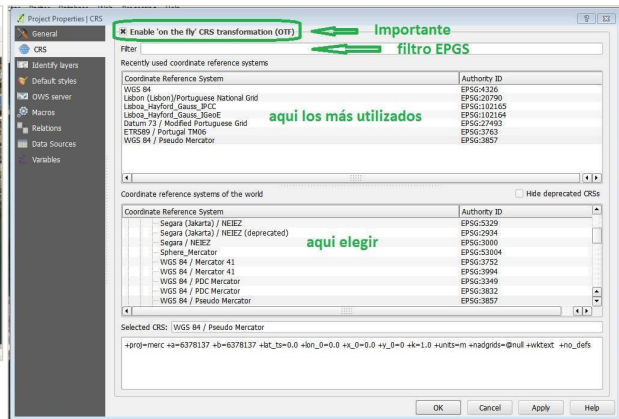 Project Properties | CRS
General
CRS
Identify layers
Default styles
OWS server
Macros
Relations
Data Sources
Variables
Enable 'on the fly' CRS transformation (OTF)
Importante
Filter
filtro EPGS
Recently used coordinate reference systems
Coordinate Reference System Authority ID
WGS 84 EPSG:4326
Lisbon (Lisbon)/Portuguese National Grid EPSG:20790
Lisboa_Hayford_Gauss_IPCC EPSG:102165
Lisboa_Hayford_Gauss_IGeoE EPSG:102164
Datum 73 / Modified Portuguese Grid EPSG:27493
ETRS89 / Portugal TM06 EPSG:3763
WGS 84 / Pseudo Mercator EPSG:3857
aqui los más utilizados
Coordinate reference systems of the world
Hide deprecated CRSs
Coordinate Reference System Authority ID
Segara (Jakarta) / NEIEZ EPSG:5329
Segara (Jakarta) / NEIEZ (deprecated) EPSG:2934
Segara / NEIEZ EPSG:3000
Sphere_Mercator EPSG:53004
WGS 84 / Mercator 41 EPSG:3752
WGS 84 / Mercator 41 EPSG:3994
WGS 84 / PDC Mercator EPSG:3349
WGS 84 / PDC Mercator EPSG:3832
WGS 84 / Pseudo Mercator EPSG:3857
aqui elegir
Selected CRS: WGS 84 / Pseudo Mercator
+proj=merc +a=6378137 +b=6378137 +lat_ts=0.0 +lon_0=0.0 +x_0=0.0 +y_0=0 +k=1.0 +units=m +nadgrids=@null +wktext +no_defs
OK
Cancel
Apply
Help